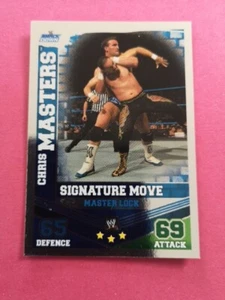 CHRIS MASTERS
SIGNATURE MOVE
MASTER LOCK
65
DEFENCE
69
ATTACK